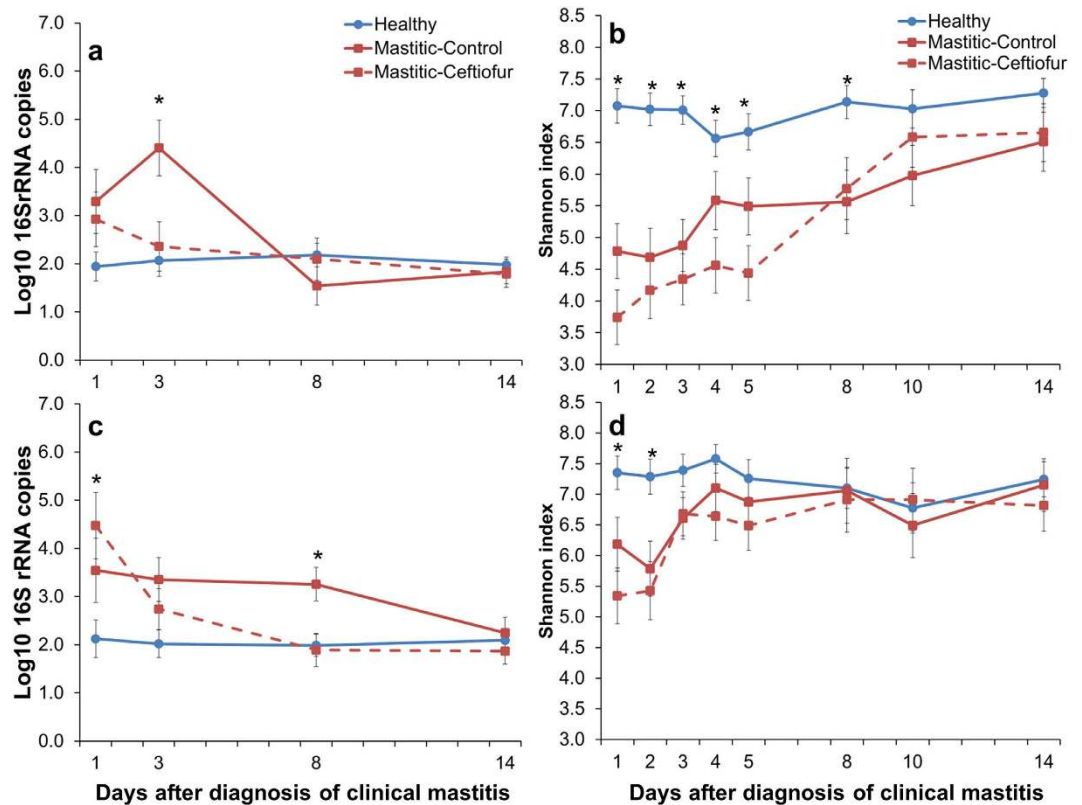 a
Log10 16SrRNA copies
7.0
6.0
5.0
4.0
3.0
2.0
1.0
0.0
*
Healthy
Mastitic-Control
Mastitic-Ceftiofur
1 3 8 14
b
Shannon index
8.5
8.0
7.5
7.0
6.5
6.0
5.5
5.0
4.5
4.0
3.5
3.0
* * * * * *
Healthy
Mastitic-Control
Mastitic-Ceftiofur
1 2 3 4 5 8 10 14
c
Log10 16S rRNA copies
7.0
6.0
5.0
4.0
3.0
2.0
1.0
0.0
* *
1 3 8 14
Days after diagnosis of clinical mastitis
d
Shannon index
8.5
8.0
7.5
7.0
6.5
6.0
5.5
5.0
4.5
4.0
3.5
3.0
* *
1 2 3 4 5 8 10 14
Days after diagnosis of clinical mastitis